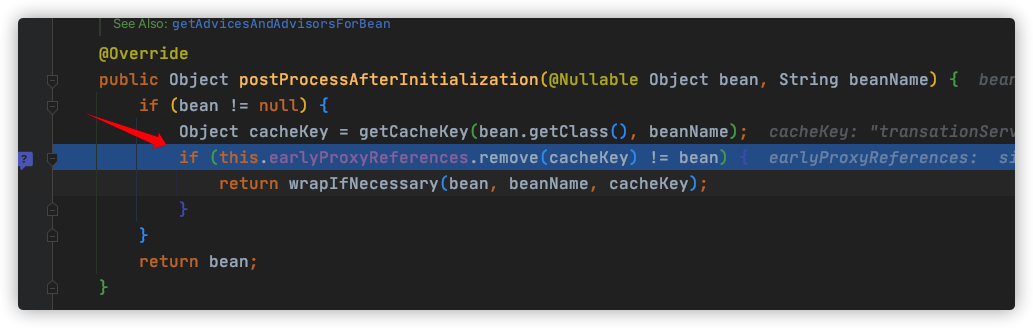 See Also: getAdvicesAndAdvisorsForBean
@Override
public Object postProcessAfterInitialization(@Nullable Object bean, String beanName) { bean
if (bean != null) {
Object cacheKey = getCacheKey(bean.getClass(), beanName); cacheKey: "transationServ
if (this.earlyProxyReferences.remove(cacheKey) != bean) { earlyProxyReferences: si
?
return wrapIfNecessary(bean, beanName, cacheKey);
}
}
return bean;
}